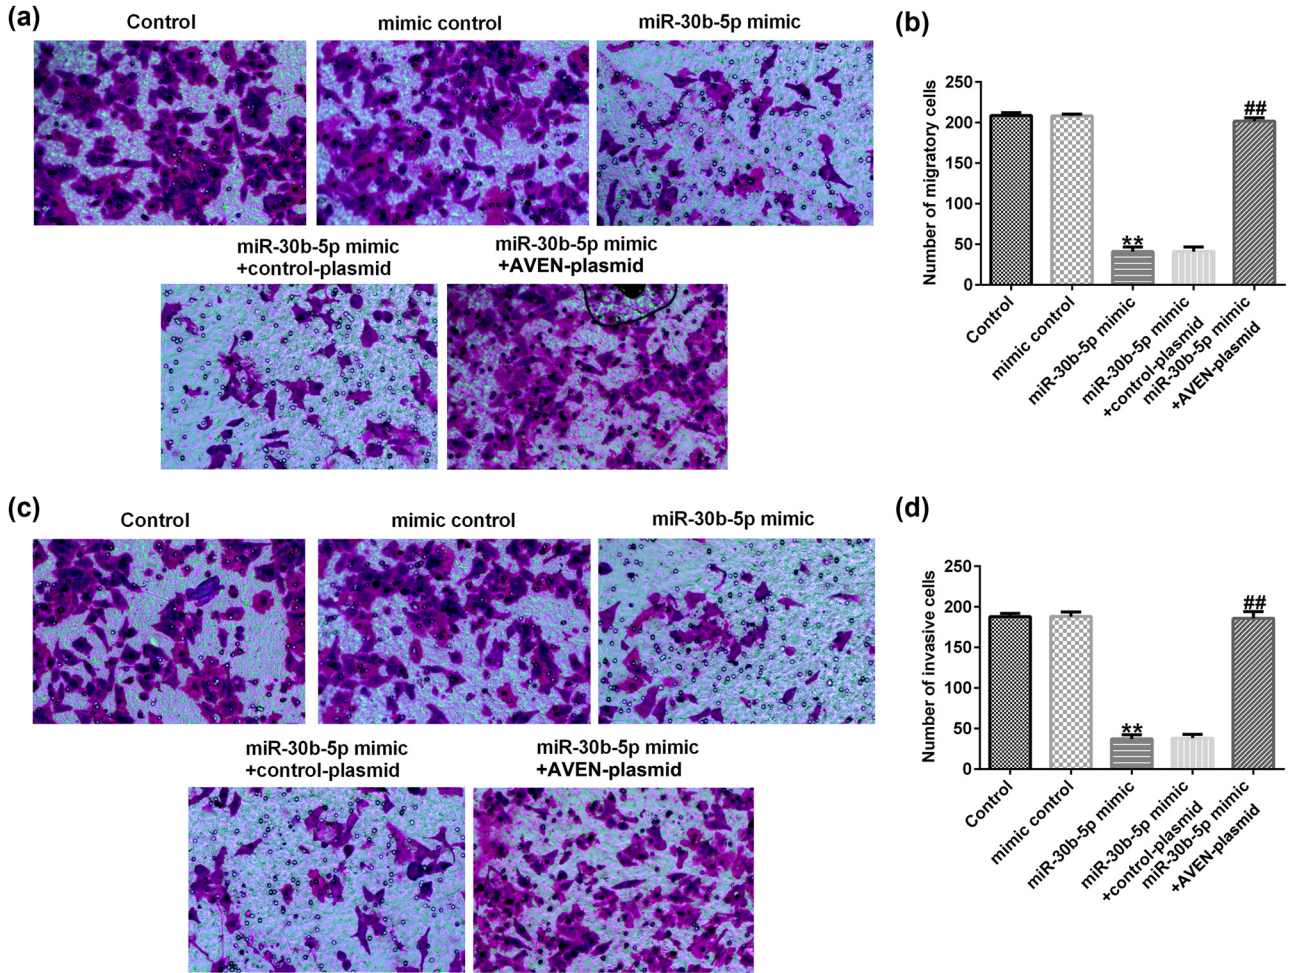 (a)
Control
mimic control
miR-30b-5p mimic
miR-30b-5p mimic
+control-plasmid
miR-30b-5p mimic
+AVEN-plasmid
(b)
Number of migratory cells
250
200
150
100
50
0
**
##
Control
mimic control
miR-30b-5p mimic
miR-30b-5p mimic
+control-plasmid
miR-30b-5p mimic
+AVEN-plasmid
(c)
Control
mimic control
miR-30b-5p mimic
miR-30b-5p mimic
+control-plasmid
miR-30b-5p mimic
+AVEN-plasmid
(d)
Number of invasive cells
250
200
150
100
50
0
**
##
Control
mimic control
miR-30b-5p mimic
miR-30b-5p mimic
+control-plasmid
miR-30b-5p mimic
+AVEN-plasmid